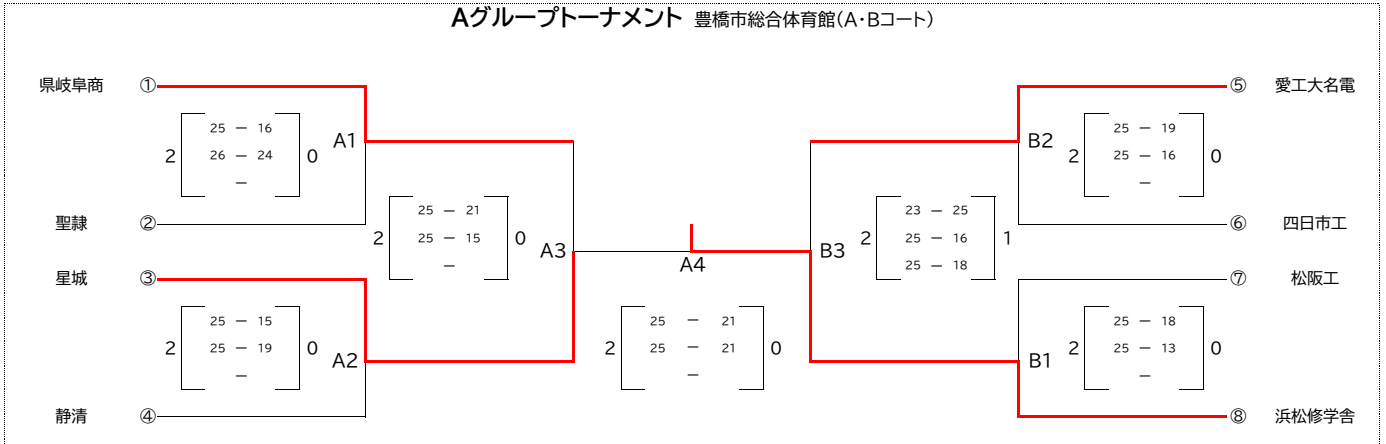 Aグループトーナメント 豊橋市総合体育館(A・Bコート)
県岐阜商 ① ⑤ 愛工大名電
25 － 16 25 － 19
A1 B2
2 26 － 24 0 2 25 － 16 0
－ －
25 － 21 23 － 25
聖隷 ② ⑥ 四日市工
2 25 － 15 0 A3 B3 2 25 － 16 1
－ A4 25 － 18
星城 ③ ⑦ 松阪工
25 － 15 25 － 21 25 － 18
2 25 － 19 0 2 25 － 21 0 2 25 － 13 0
A2 B1
－ － －
静清 ④ ⑧ 浜松修学舎